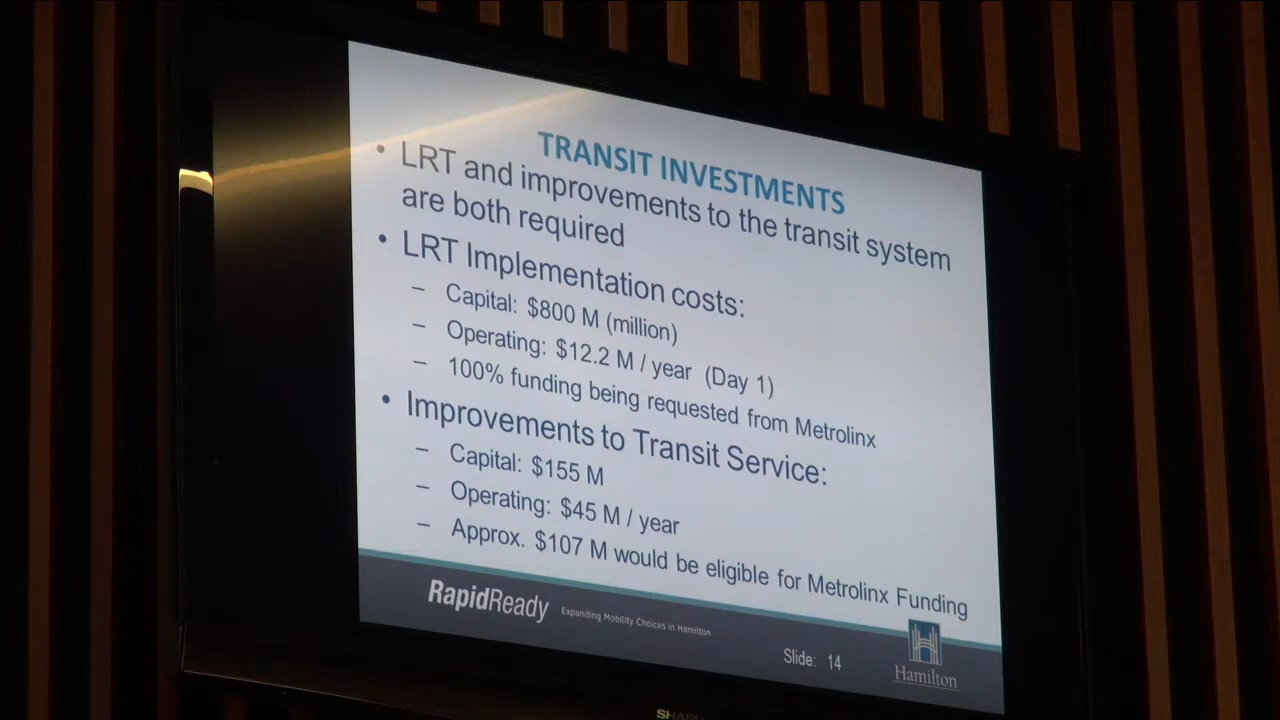 TRANSIT INVESTMENTS
• LRT and improvements to the transit system
are both required
• LRT Implementation costs:
– Capital: $800 M (million)
– Operating: $12.2 M / year (Day 1)
– 100% funding being requested from Metrolinx
• Improvements to Transit Service:
– Capital: $155 M
– Operating: $45 M / year
– Approx. $107 M would be eligible for Metrolinx Funding
RapidReady Expanding Mobility Choices in Hamilton
Slide: 14
Hamilton
SHARP